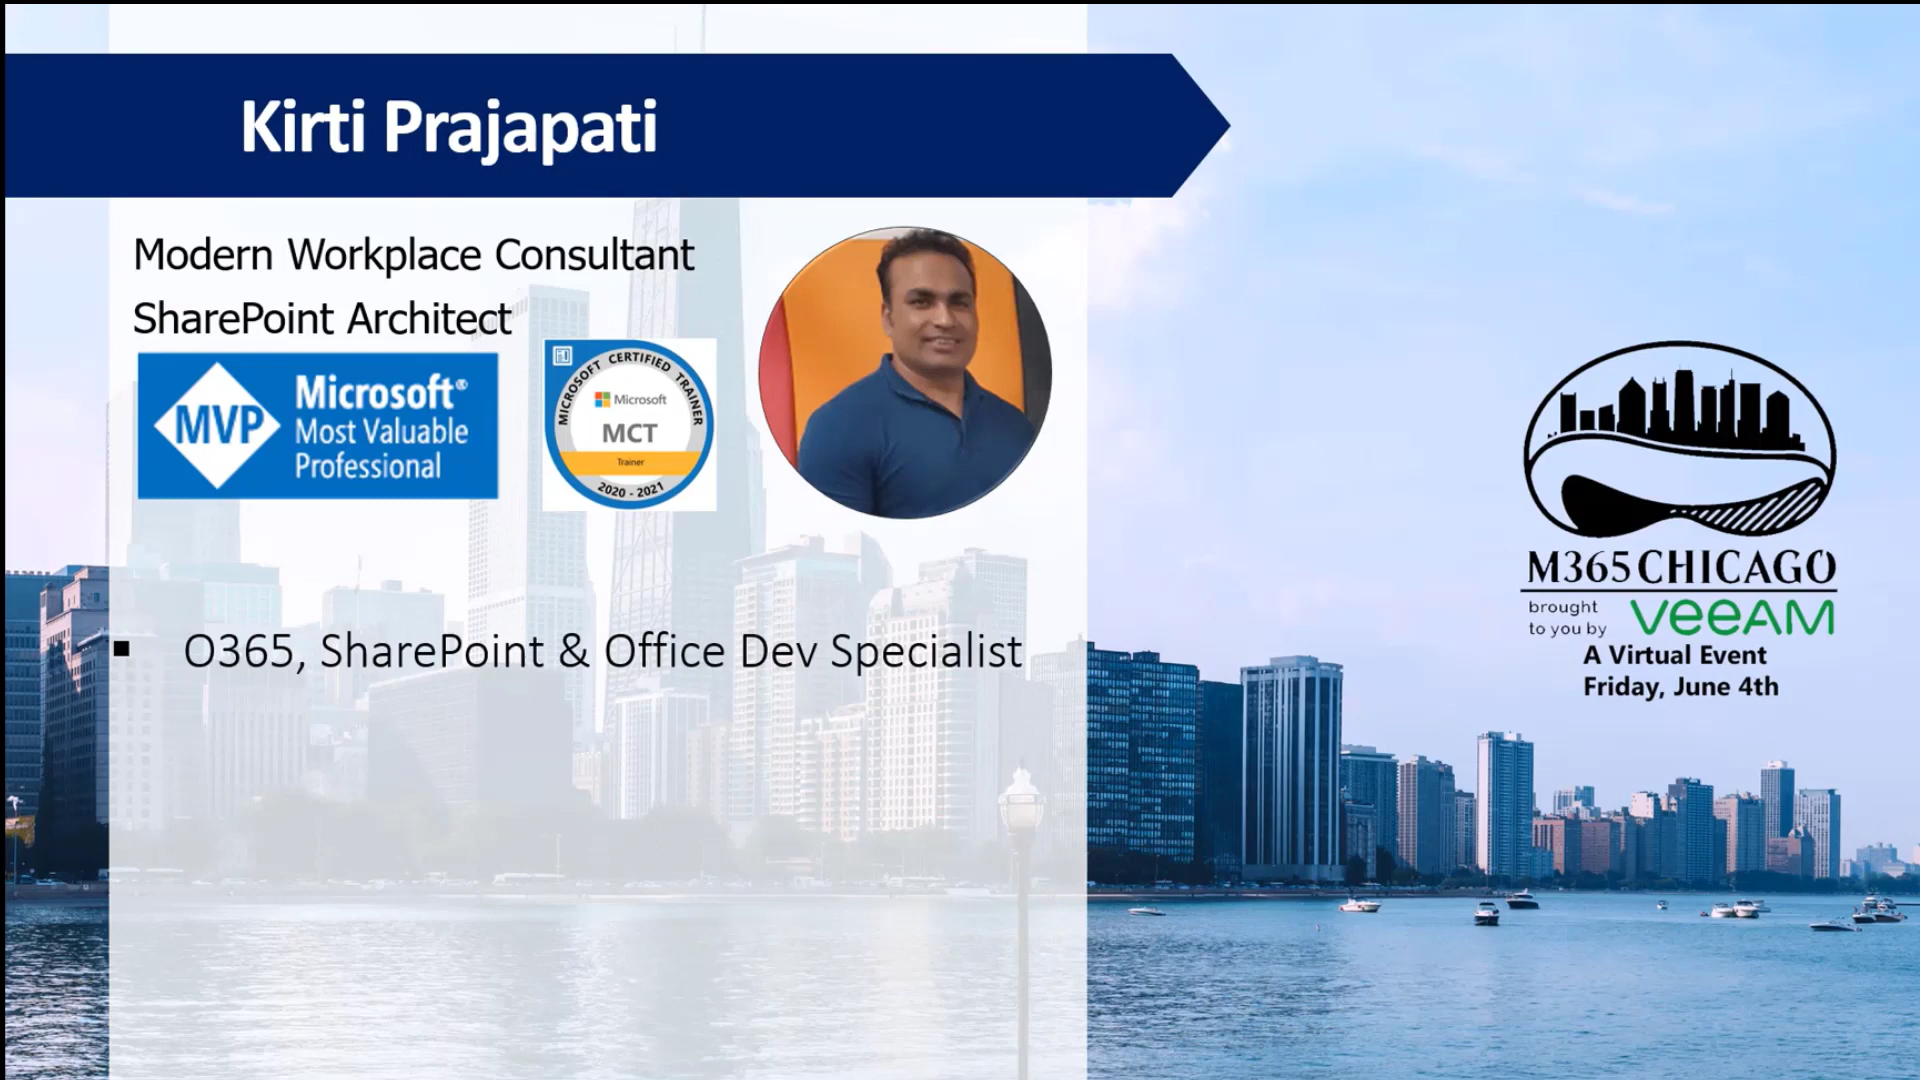 Kirti Prajapati
Modern Workplace Consultant
SharePoint Architect
MVP
Microsoft®
Most Valuable
Professional
MICROSOFT CERTIFIED TRAINER
Microsoft
MCT
Trainer
2020 - 2021
▪ O365, SharePoint & Office Dev Specialist
M365 CHICAGO
brought
to you by
veeAM
A Virtual Event
Friday, June 4th